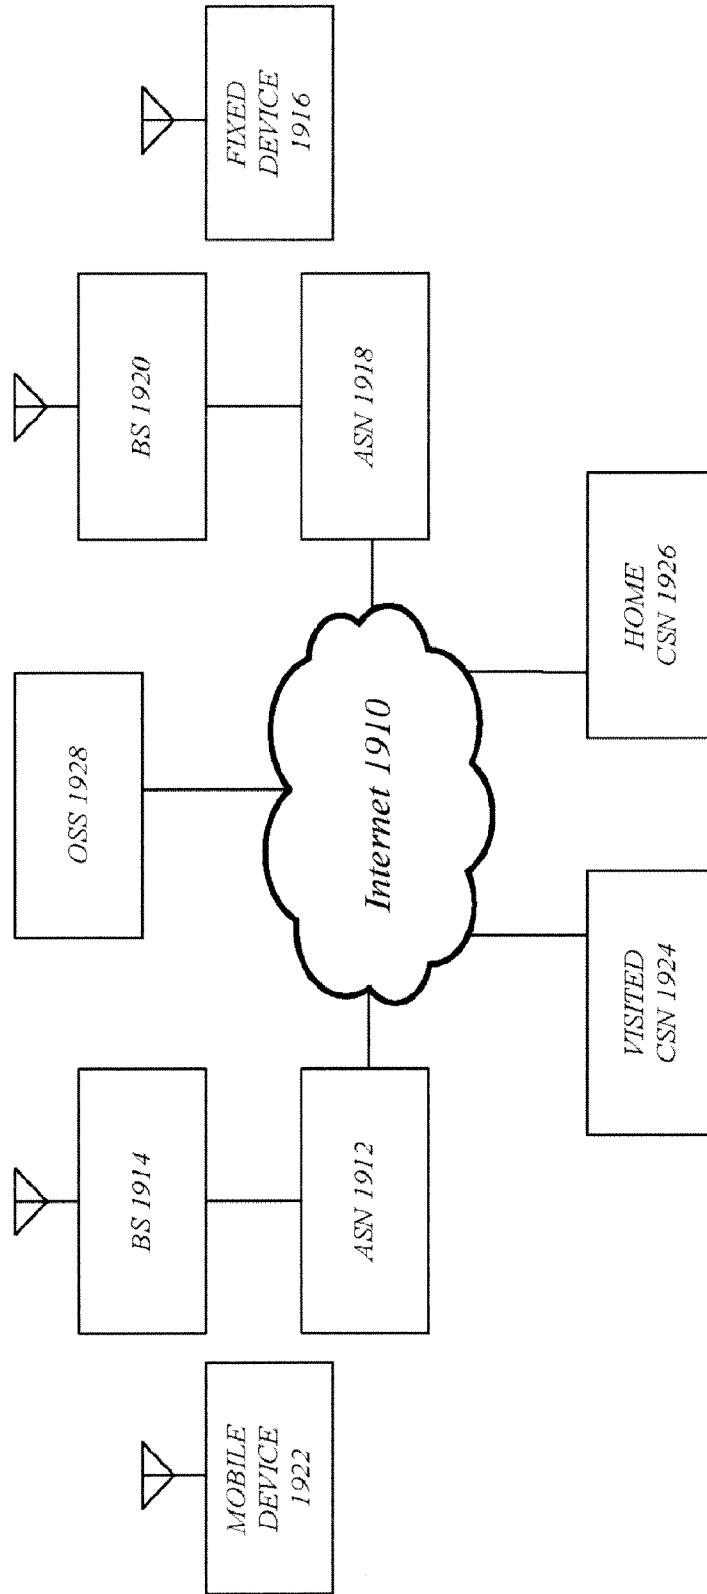 MOBILE
DEVICE
1922
BS 1914
ASN 1912
OSS 1928
Internet 1910
VISITED
CSN 1924
HOME
CSN 1926
BS 1920
ASN 1918
FIXED
DEVICE
1916